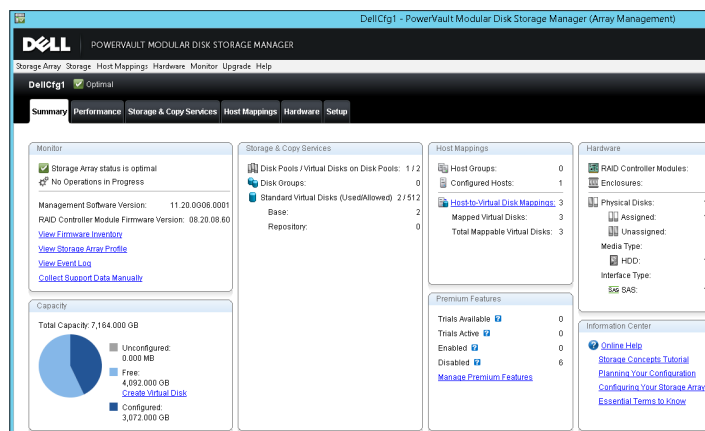 DellCfg1 - PowerVault Modular Disk Storage Manager (Array Management)
DELL POWERVAULT MODULAR DISK STORAGE MANAGER
Storage Array Storage Host Mappings Hardware Monitor Upgrade Help
DellCfg1 Optimal
Summary Performance Storage & Copy Services Host Mappings Hardware Setup
Monitor
Storage Array status is optimal
No Operations in Progress
Management Software Version: 11.20.0G06.0001
RAID Controller Module Firmware Version: 08.20.08.60
View Firmware Inventory
View Storage Array Profile
View Event Log
Collect Support Data Manually
Capacity
Total Capacity: 7,164.000 GB
Unconfigured:
0.000 MB
Free:
4,092.000 GB
Create Virtual Disk
Configured:
3,072.000 GB
Storage & Copy Services
Disk Pools / Virtual Disks on Disk Pools: 1 / 2
Disk Groups: 0
Standard Virtual Disks (Used/Allowed) 2 / 512
Base: 2
Repository: 0
Host Mappings
Host Groups: 0
Configured Hosts: 1
Host-to-Virtual Disk Mappings: 3
Mapped Virtual Disks: 3
Total Mappable Virtual Disks: 3
Premium Features
Trials Available ? 0
Trials Active ? 0
Enabled ? 0
Disabled ? 6
Manage Premium Features
Hardware
RAID Controller Modules:
Enclosures:
Physical Disks:
Assigned:
Unassigned:
Media Type:
HDD:
Interface Type:
SAS SAS:
Information Center
? Online Help
Storage Concepts Tutorial
Planning Your Configuration
Configuring Your Storage Array
Essential Terms to Know